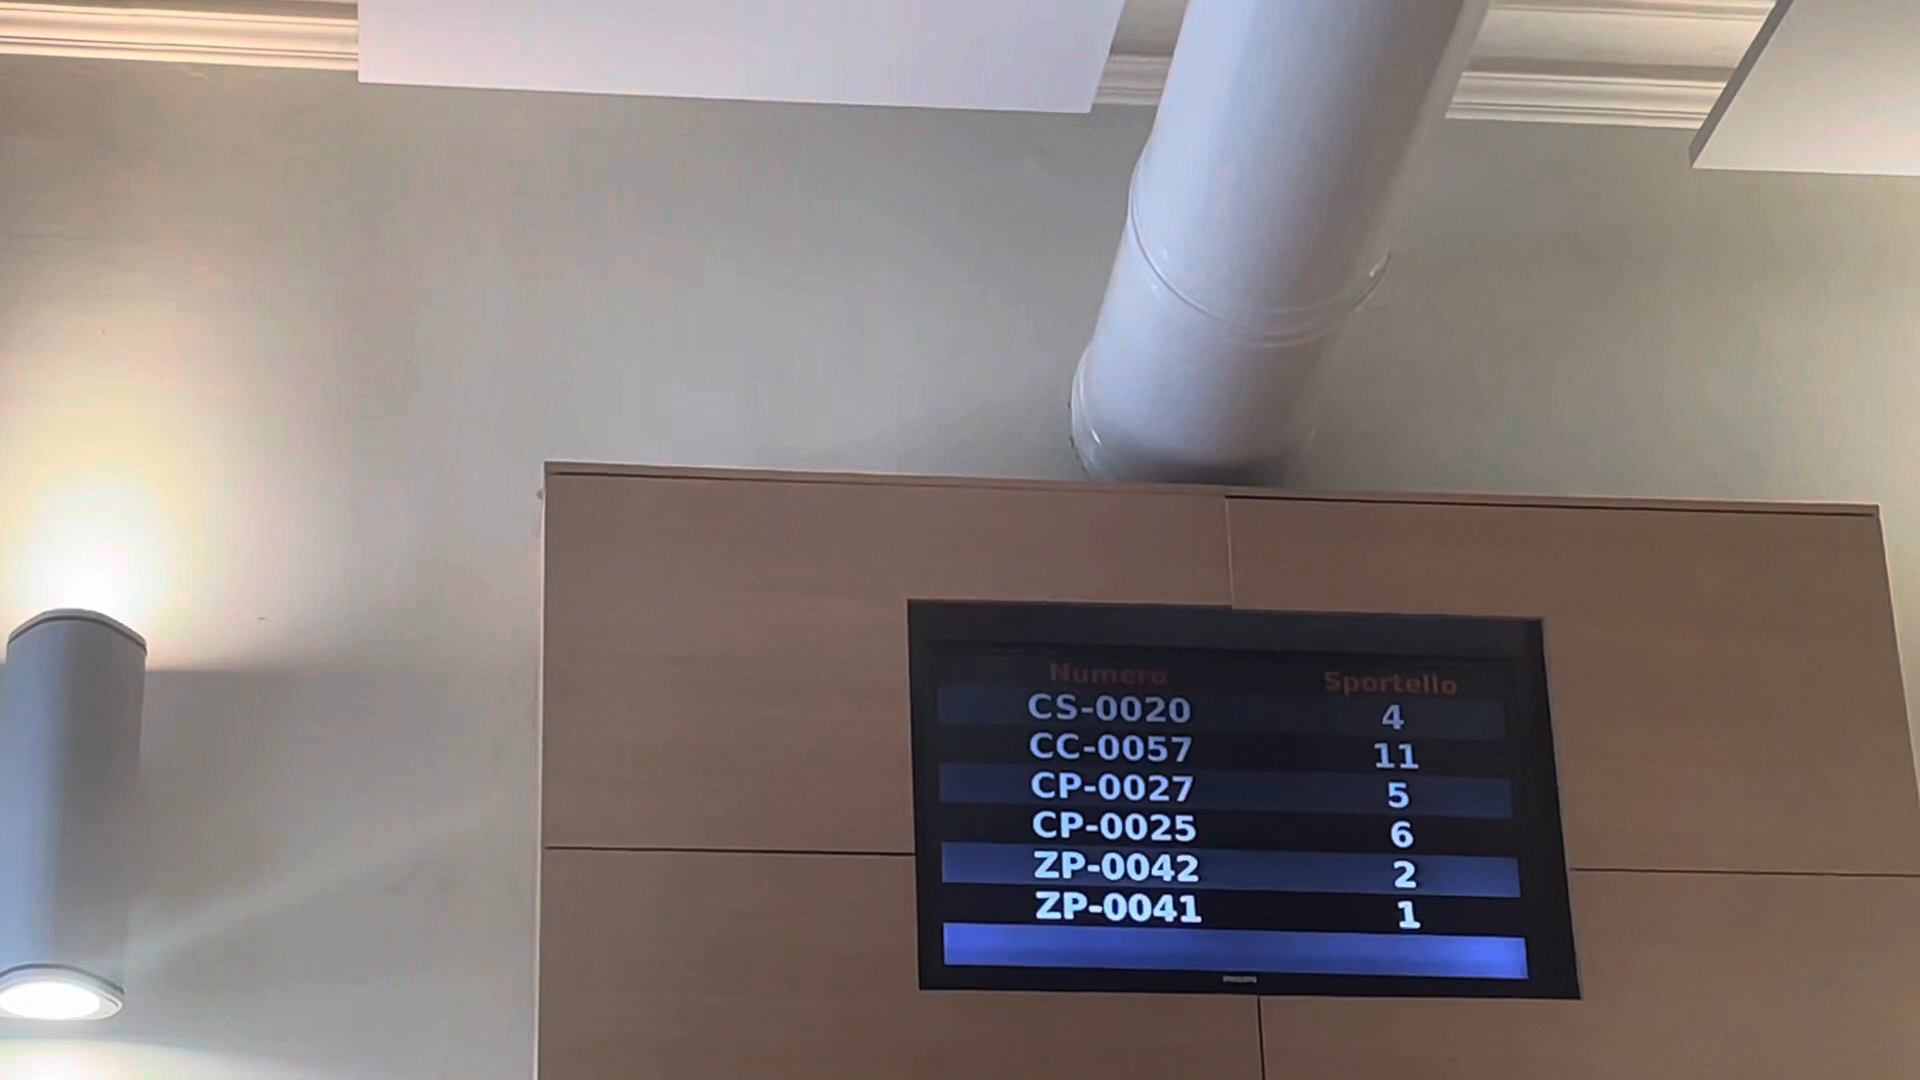 Numero Sportello
CS-0020 4
CC-0057 11
CP-0027 5
CP-0025 6
ZP-0042 2
ZP-0041 1
PHILIPS